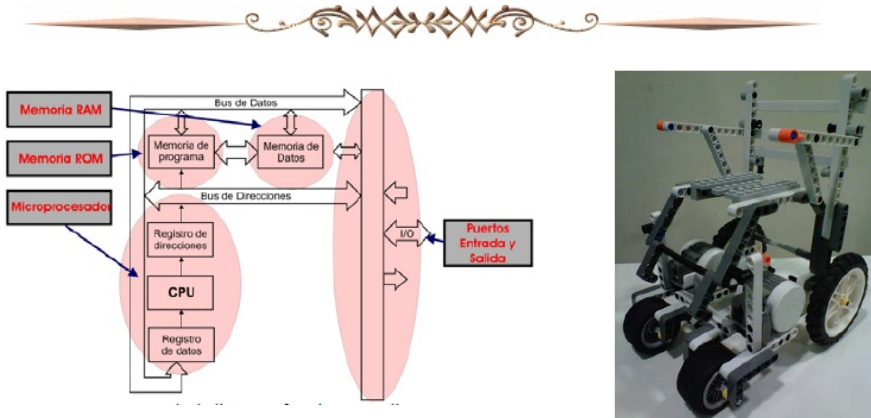 Bus de Datos
Memoria RAM
Memoria de
programa
Memoria de
Datos
Memoria ROM
Bus de Direcciones
Microprocesador
Registro de
direcciones
I/O
Puertos
Entrada y
Salida
CPU
Registro
de datos